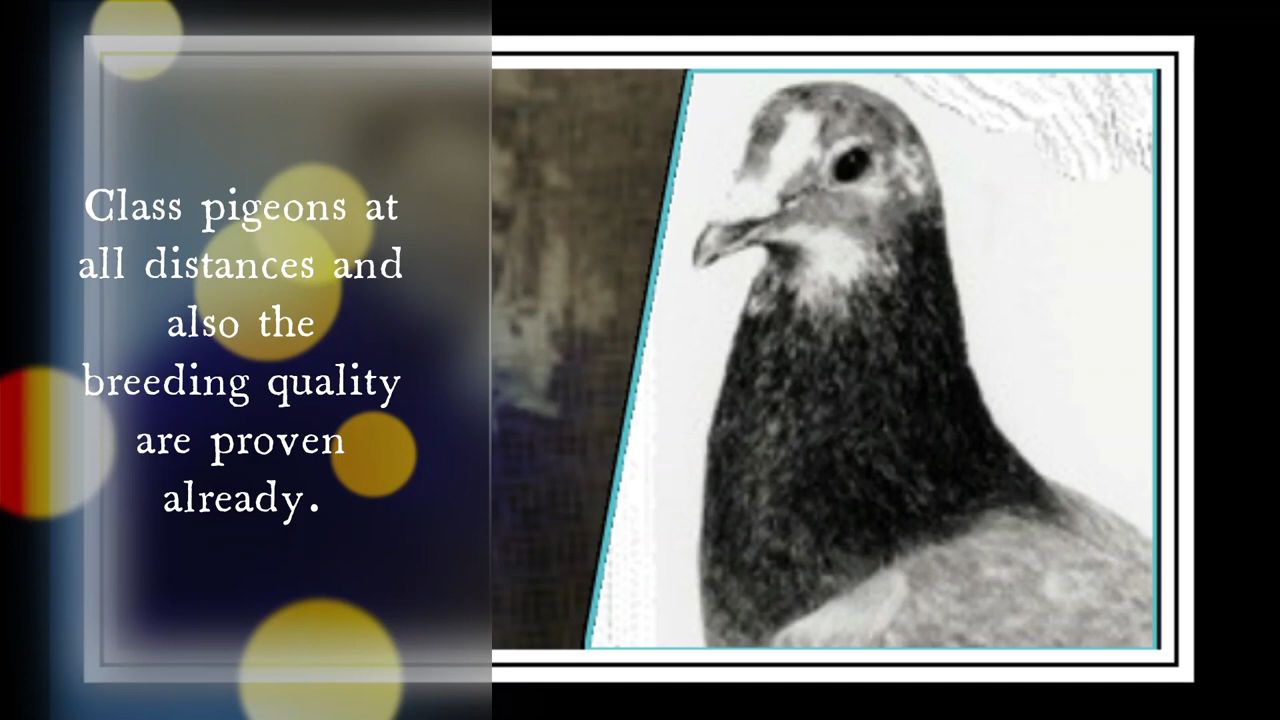 Class pigeons at
all distances and
also the
breeding quality
are proven
already.